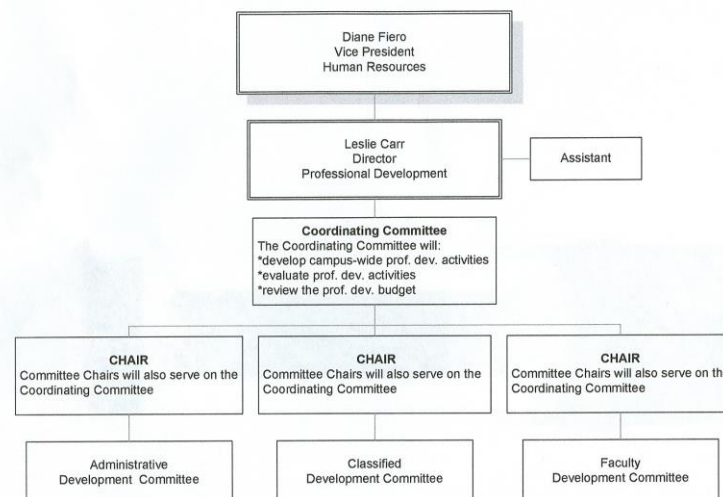 Diane Fiero
Vice President
Human Resources
Leslie Carr
Director
Professional Development
Assistant
Coordinating Committee
The Coordinating Committee will:
*develop campus-wide prof. dev. activities
*evaluate prof. dev. activities
*review the prof. dev. budget
CHAIR
Committee Chairs will also serve on the
Coordinating Committee
CHAIR
Committee Chairs will also serve on the
Coordinating Committee
CHAIR
Committee Chairs will also serve on the
Coordinating Committee
Administrative
Development Committee
Classified
Development Committee
Faculty
Development Committee